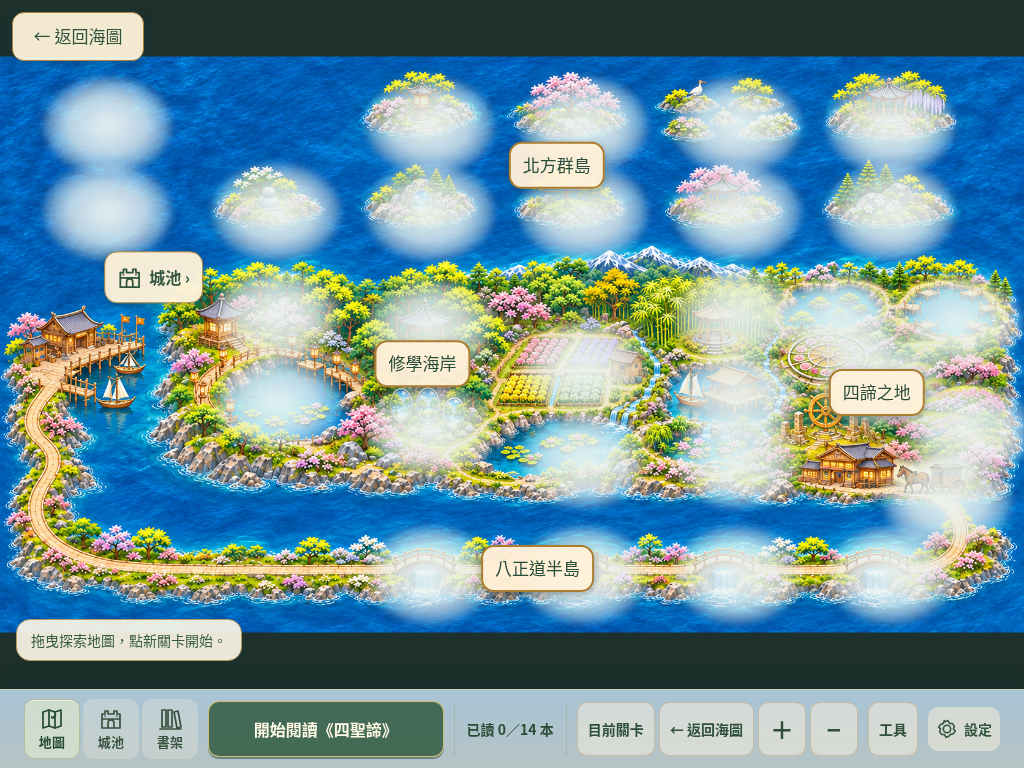 ← 返回海圖
北方群島
城池 ›
修學海岸
四諦之地
八正道半島
拖曳探索地圖，點新關卡開始。
地圖
城池
書架
開始閱讀《四聖諦》
已讀 0／14 本
目前關卡
← 返回海圖
+
−
工具
設定